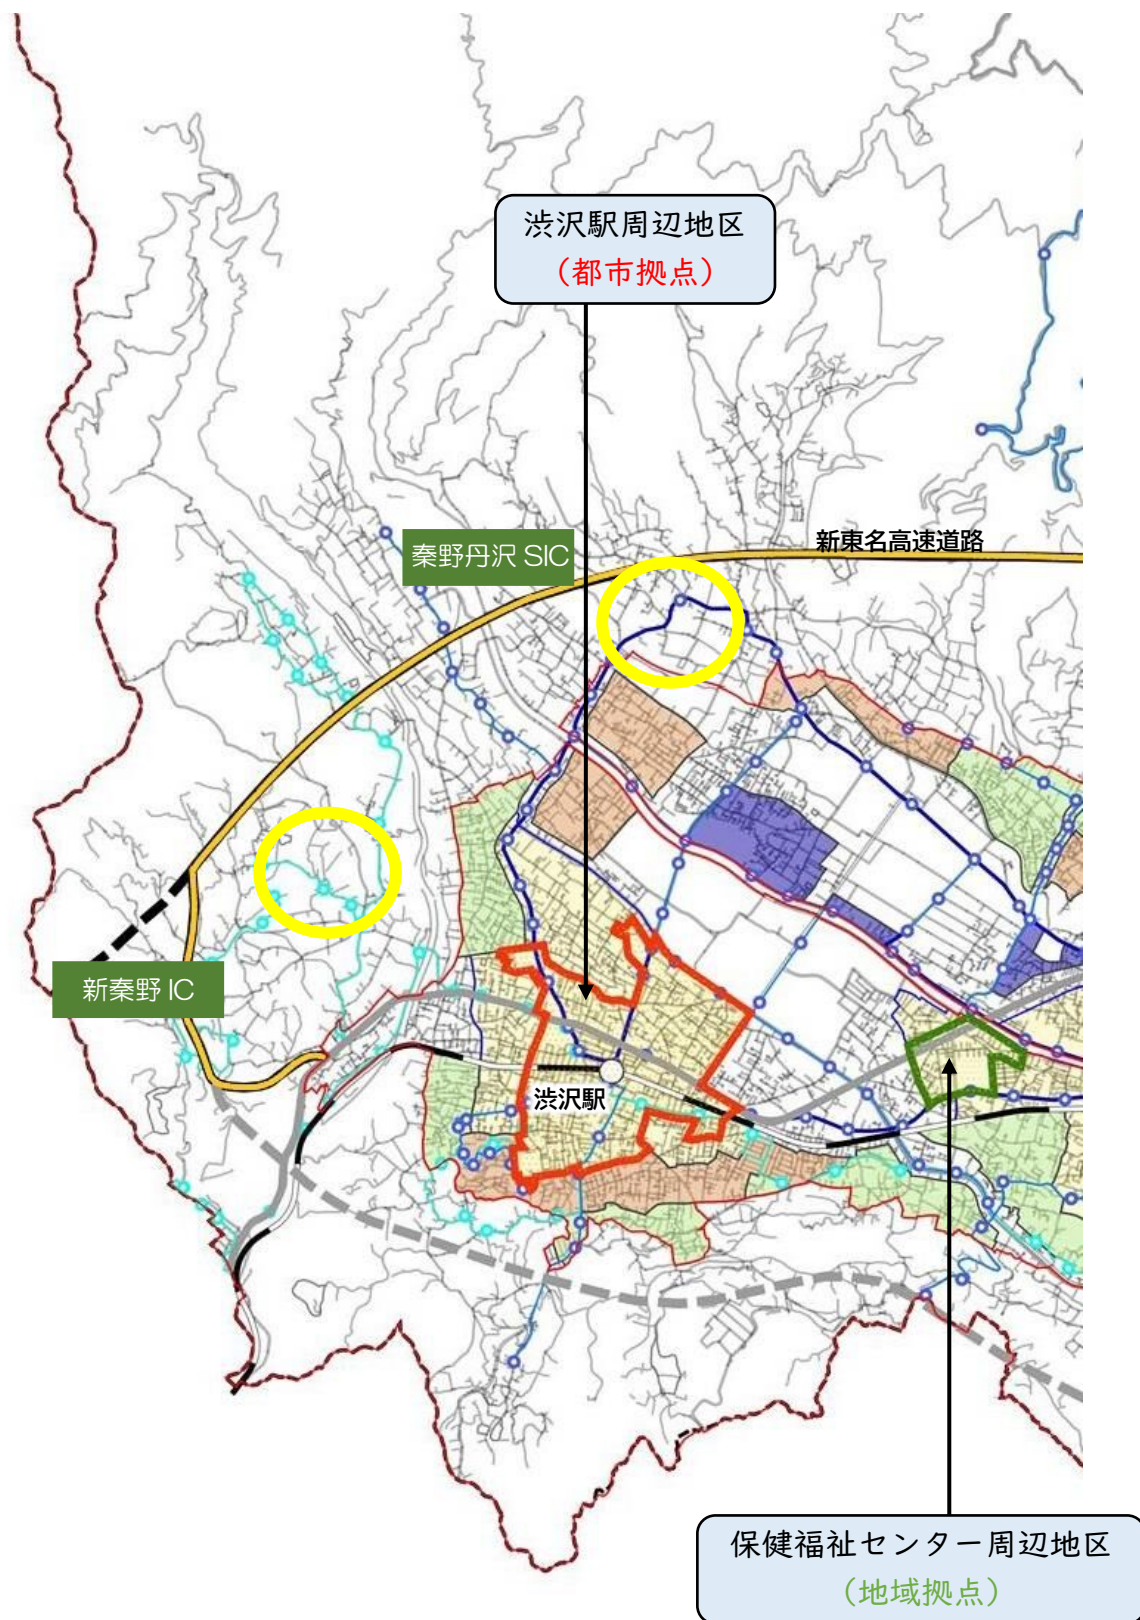 渋沢駅周辺地区
（都市拠点）
新東名高速道路
秦野丹沢 SIC
新秦野 IC
渋沢駅
保健福祉センター周辺地区
（地域拠点）